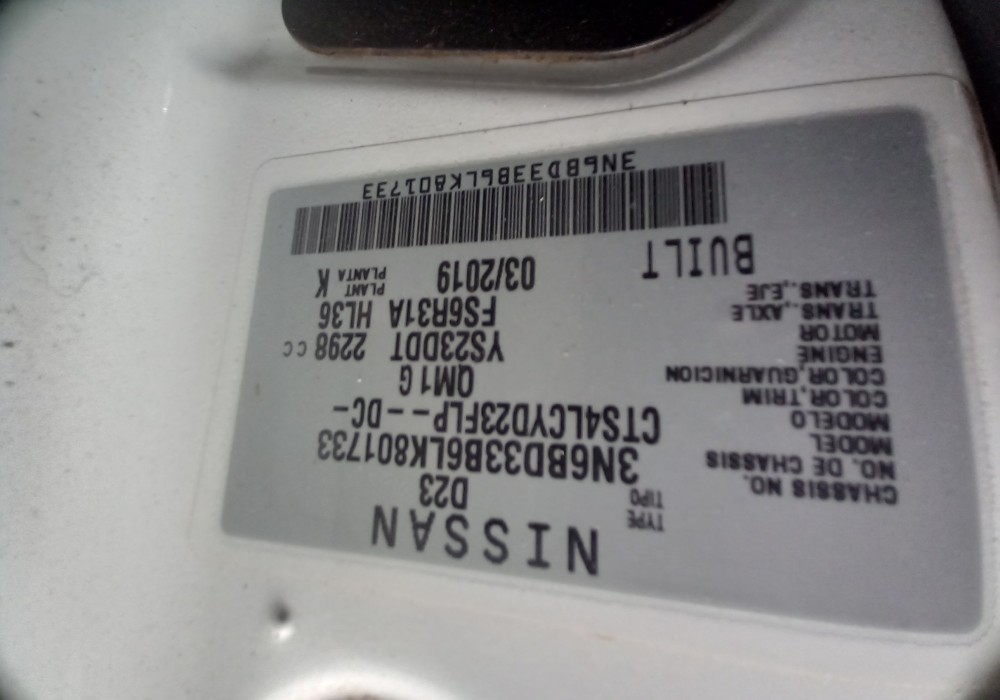 NISSAN
TYPE
TIPO D23
CHASSIS NO.
NO. DE CHASSIS 3N6BD33B6LK801733
MODEL
MODELO CTS4LCYD23FLP--DC-
COLOR,TRIM
COLOR,GUARNICION QM1 G
ENGINE
MOTOR YS23DDT 2298 cc
TRANS.,AXLE
TRANS.,EJE FS6R31A HL36
BUILT 03/2019 PLANT
PLANTA K
3N6BD33B6LK801733